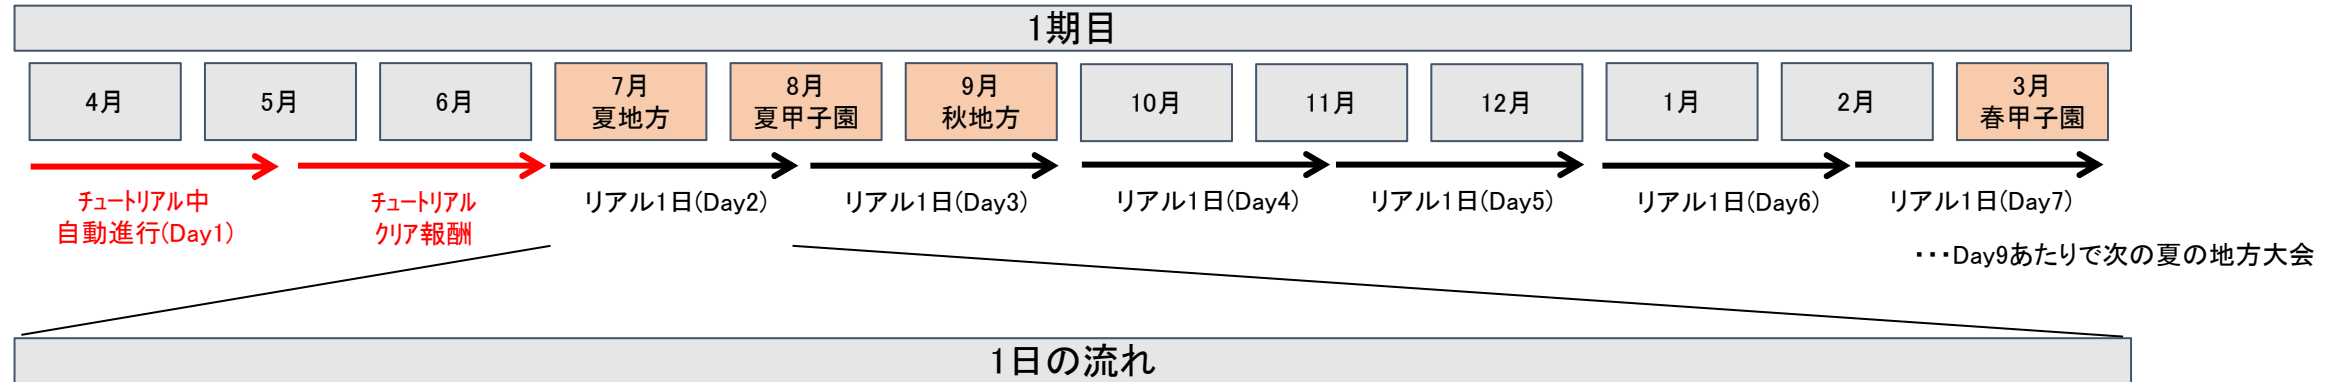 1期目
4月
5月
6月
7月
夏地方
8月
夏甲子園
9月
秋地方
10月
11月
12月
1月
2月
3月
春甲子園
ﾁｭｰﾄﾘｱﾙ中
自動進行(Day1)
ﾁｭｰﾄﾘｱﾙ
ｸﾘｱ報酬
リアル1日(Day2)
リアル1日(Day3)
リアル1日(Day4)
リアル1日(Day5)
リアル1日(Day6)
リアル1日(Day7)
・・・Day9あたりで次の夏の地方大会
1日の流れ